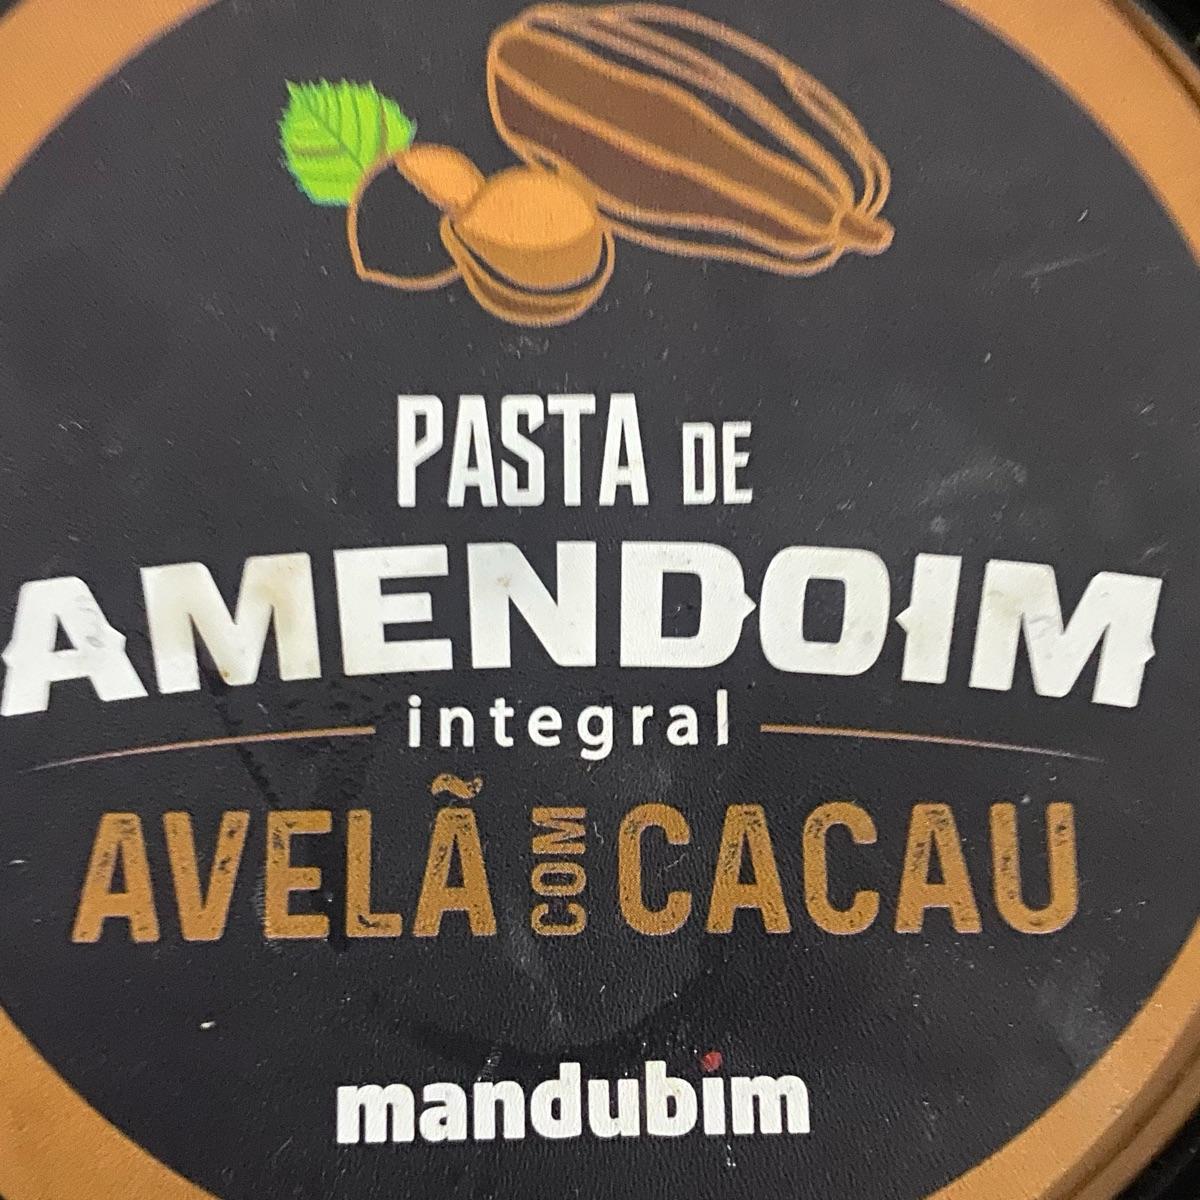 PASTA DE
AMENDOIM
integral
AVELÃ COM CACAU
mandubim